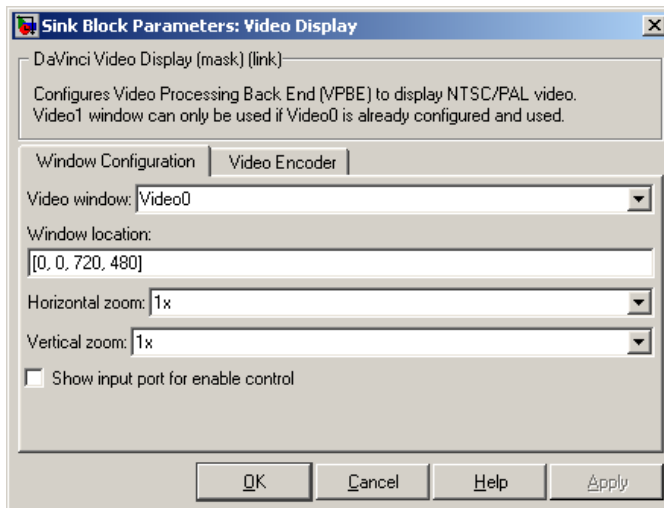 Sink Block Parameters: Video Display
DaVinci Video Display (mask) (link)
Configures Video Processing Back End (VPBE) to display NTSC/PAL video.
Video1 window can only be used if Video0 is already configured and used.
Window Configuration Video Encoder
Video window: Video0
Window location:
[0, 0, 720, 480]
Horizontal zoom: 1x
Vertical zoom: 1x
Show input port for enable control
OK Cancel Help Apply